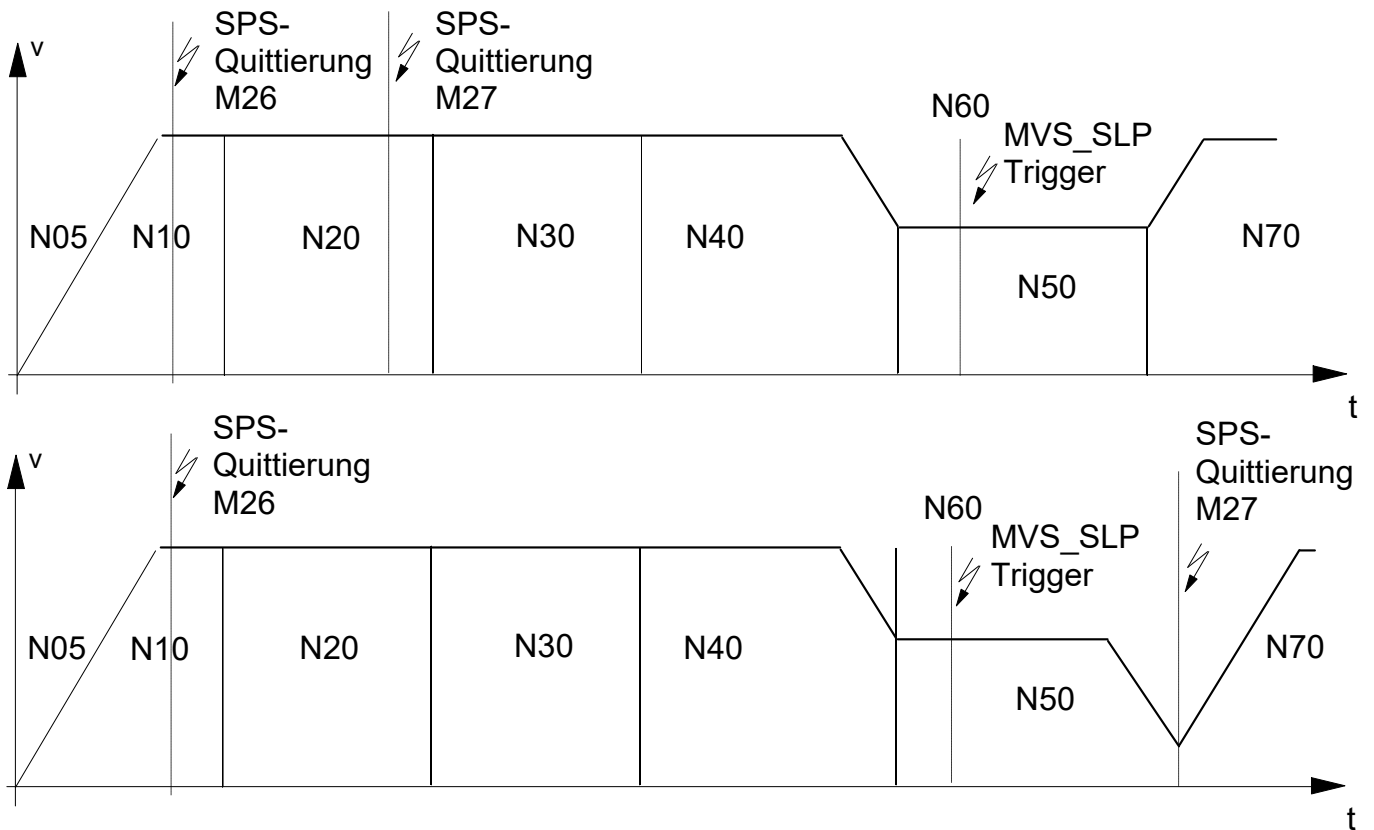 SPS-
Quittierung
M26
SPS-
Quittierung
M27
v
N60
MVS_SLP
Trigger
N05
N10
N20
N30
N40
N50
N70
t
SPS-
Quittierung
M26
SPS-
Quittierung
M27
v
N60
MVS_SLP
Trigger
N05
N10
N20
N30
N40
N50
N70
t